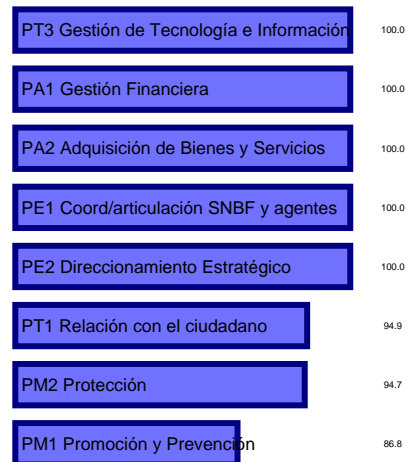 PT3 Gestión de Tecnología e Información 100.0
PA1 Gestión Financiera 100.0
PA2 Adquisición de Bienes y Servicios 100.0
PE1 Coord/articulación SNBF y agentes 100.0
PE2 Direccionamiento Estratégico 100.0
PT1 Relación con el ciudadano 94.9
PM2 Protección 94.7
PM1 Promoción y Prevención 86.8